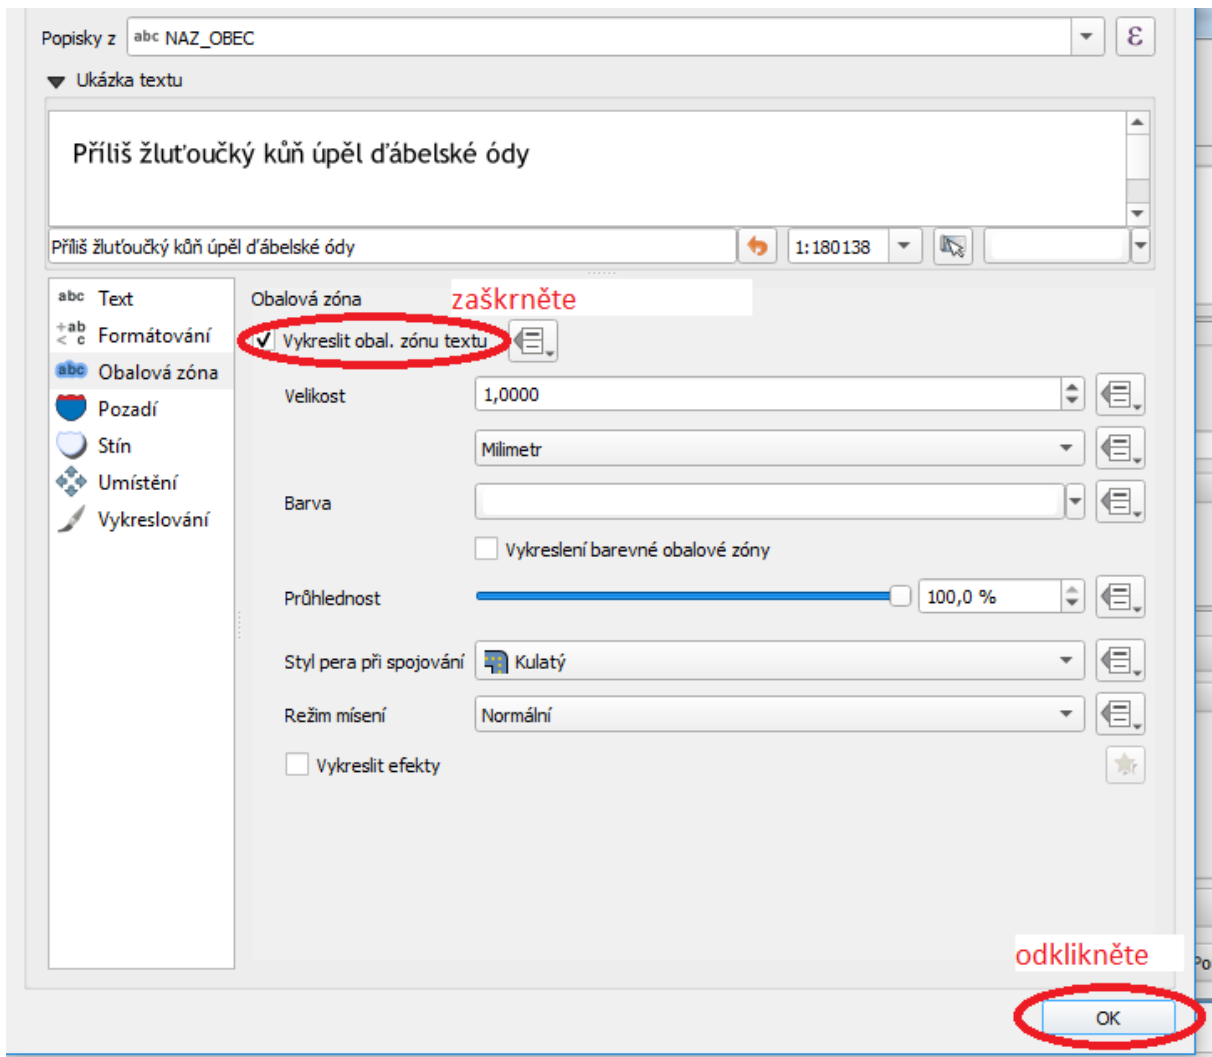 Popisky z abc NAZ_OBEC ε
Ukázka textu
Příliš žluťoučký kůň úpěl ďábelské ódy
Příliš žluťoučký kůň úpěl ďábelské ódy 1:180138
abc Text
+ab < c Formátování
abc Obalová zóna
Pozadí
Stín
Umístění
Vykreslování
Obalová zóna zaškrněte
Vykreslit obal. zónu textu
Velikost 1,0000
Milimetr
Barva
Vykreslení barevné obalové zóny
Průhlednost 100,0 %
Styl pera při spojování Kulatý
Režim mísení Normální
Vykreslit efekty
odklikněte
OK